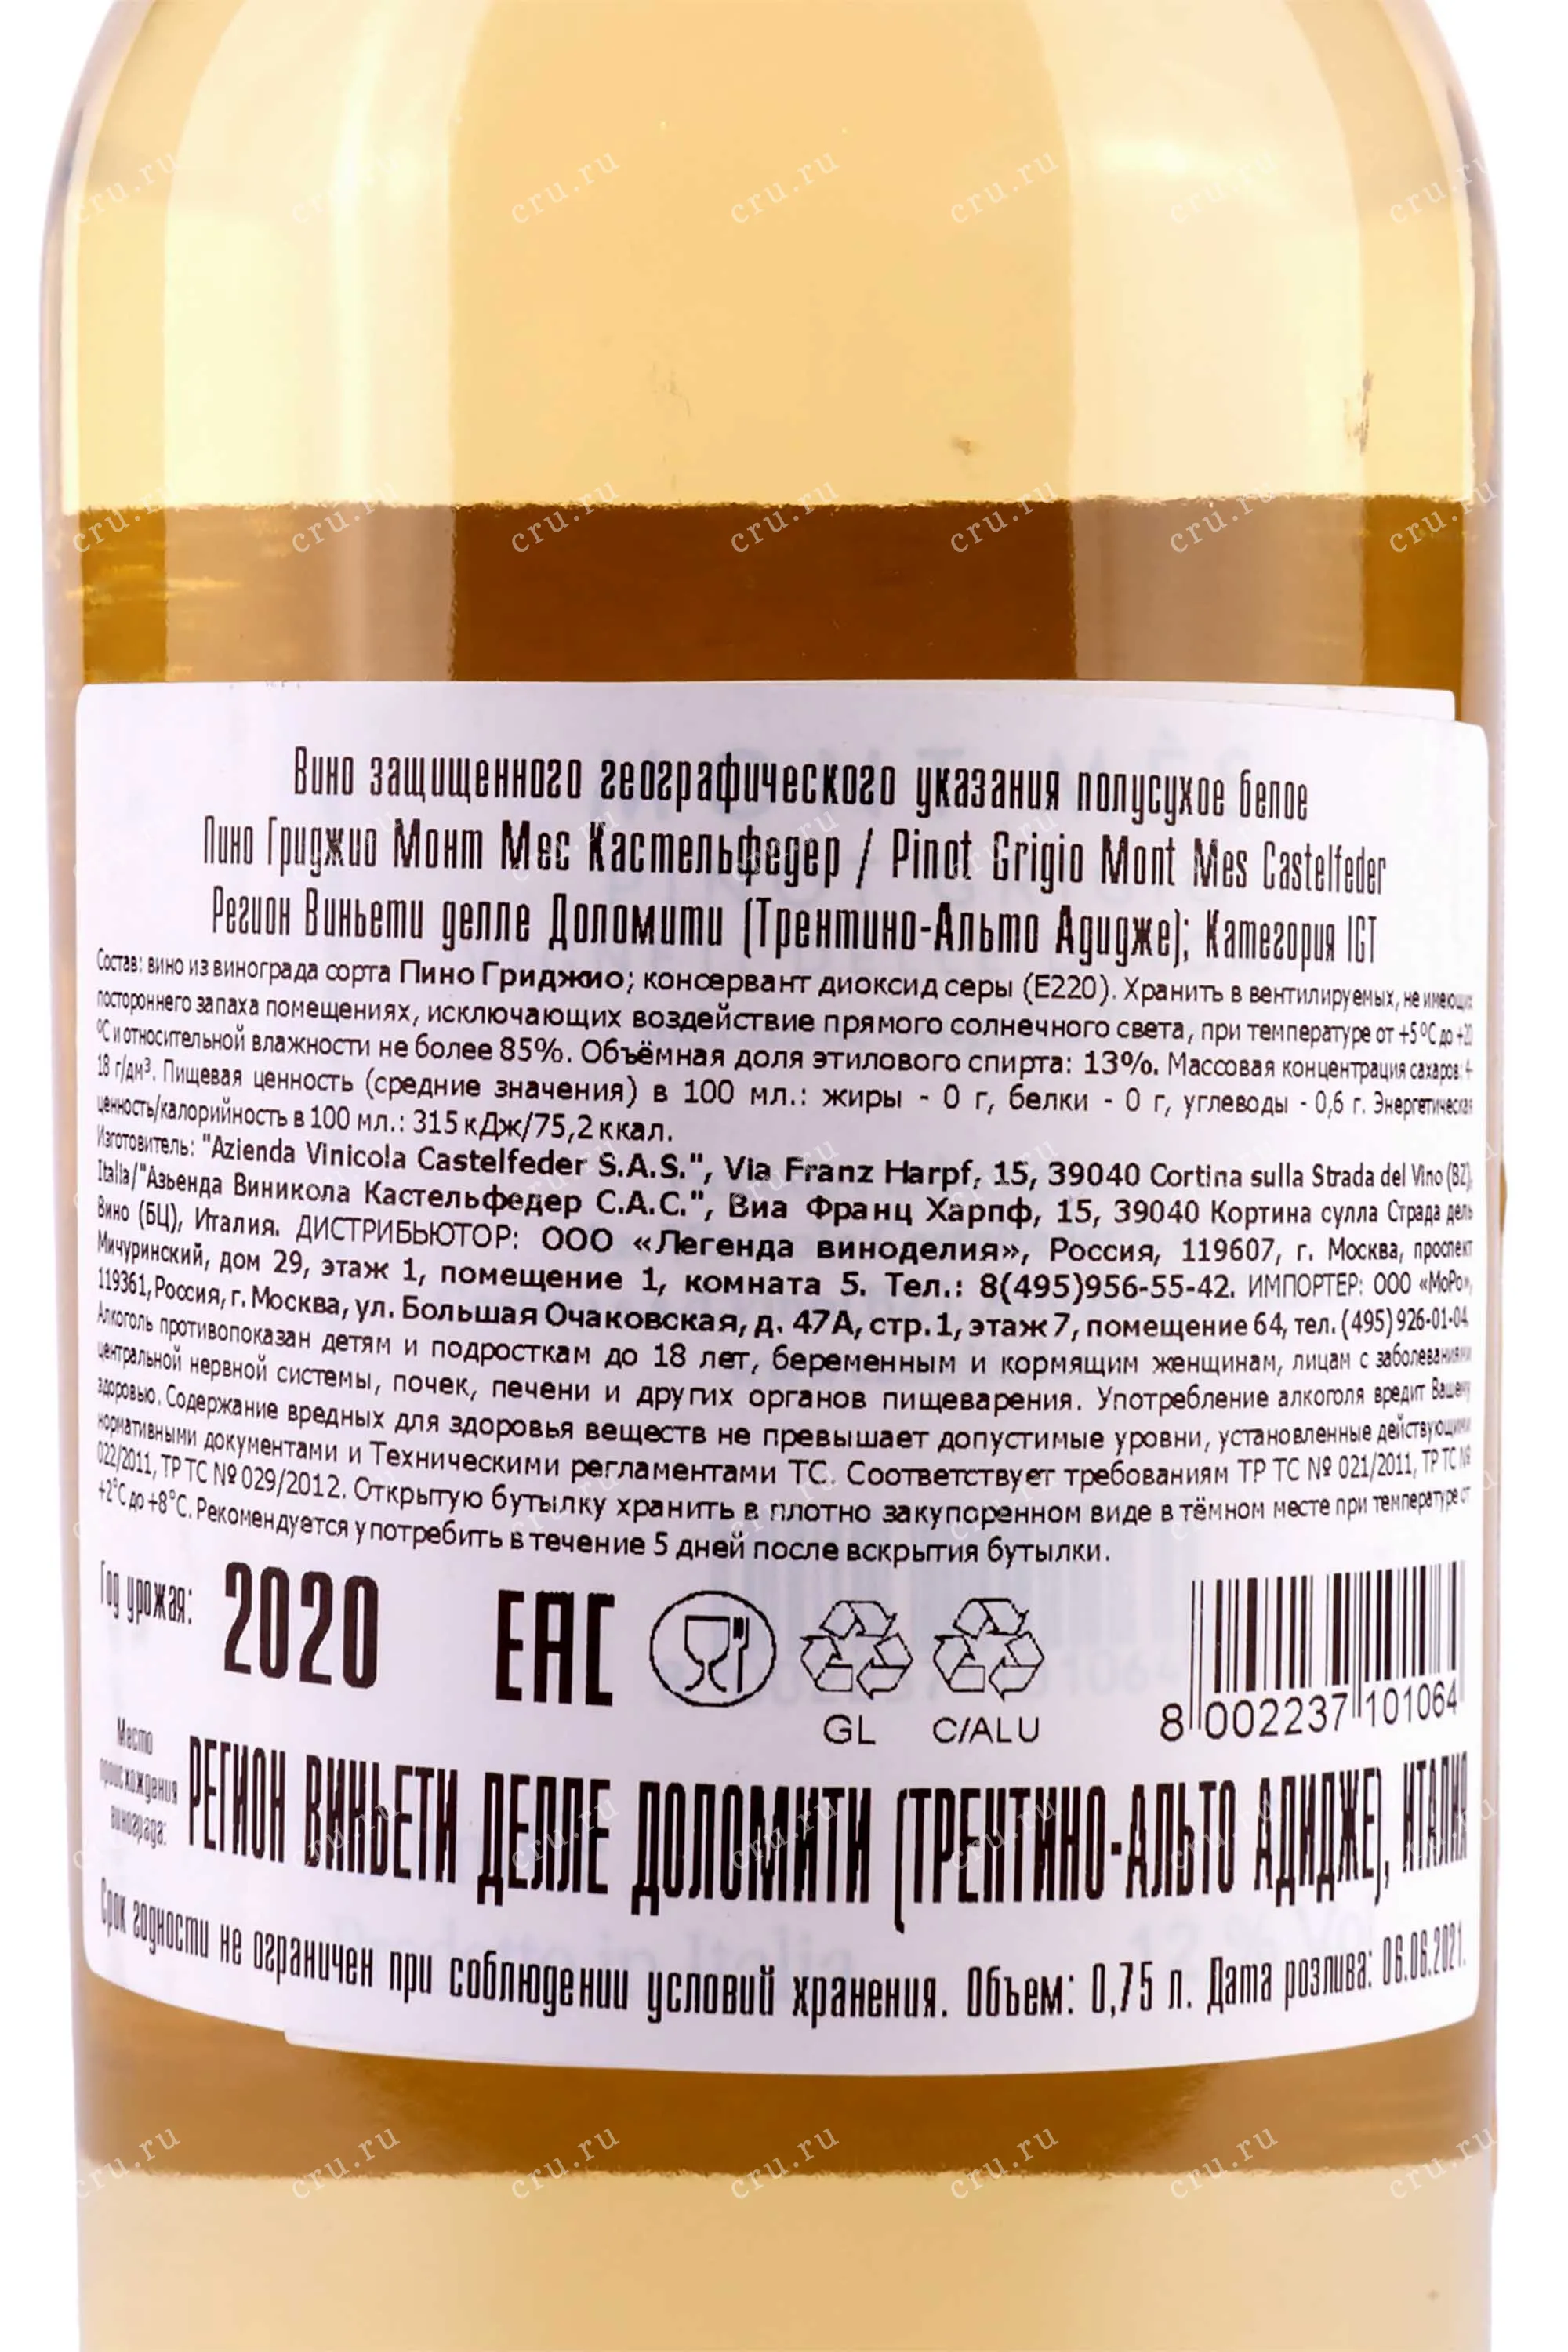 Вино защищенного географического указания полусухое белое
Пино Гриджио Монт Мес Кастельфедер / Pinot Grigio Mont Mes Castelfeder
Регион Виньети делле Доломити (Трентино-Альто Адидже); Категория IGT
Состав: вино из винограда сорта Пино Гриджио; консервант диоксид серы (Е220). Хранить в вентилируемых, не имеющих
постороннего запаха помещениях, исключающих воздействие прямого солнечного света, при температуре от +5 ºС до +20
ºС и относительной влажности не более 85%. Объёмная доля этилового спирта: 13%. Массовая концентрация сахаров: 4-
18 г/дм³. Пищевая ценность (средние значения) в 100 мл.: жиры - 0 г, белки - 0 г, углеводы - 0,6 г. Энергетическая
ценность/калорийность в 100 мл.: 315 кДж/75,2 ккал.
Изготовитель: "Azienda Vinicola Castelfeder S.A.S.", Via Franz Harpf, 15, 39040 Cortina sulla Strada del Vino (BZ),
Italia/"Азьенда Виникола Кастельфедер С.А.С.", Виа Франц Харпф, 15, 39040 Кортина сулла Страда дель
Вино (БЦ), Италия. ДИСТРИБЬЮТОР: ООО «Легенда виноделия», Россия, 119607, г. Москва, проспект
Мичуринский, дом 29, этаж 1, помещение 1, комната 5. Тел.: 8(495)956-55-42. ИМПОРТЕР: ООО «МоРо»,
119361, Россия, г. Москва, ул. Большая Очаковская, д. 47А, стр.1, этаж 7, помещение 64, тел. (495) 926-01-04.
Алкоголь противопоказан детям и подросткам до 18 лет, беременным и кормящим женщинам, лицам с заболеваниями
центральной нервной системы, почек, печени и других органов пищеварения. Употребление алкоголя вредит Вашему
здоровью. Содержание вредных для здоровья веществ не превышает допустимые уровни, установленные действующими
нормативными документами и Техническими регламентами ТС. Соответствует требованиям ТР ТС № 021/2011, ТР ТС №
022/2011, ТР ТС № 029/2012. Открытую бутылку хранить в плотно закупоренном виде в тёмном месте при температуре от
+2°С до +8°С. Рекомендуется употребить в течение 5 дней после вскрытия бутылки.
Год урожая: 2020
EAC
GL C/ALU
8 002237 101064
Место
происхождения
винограда:
РЕГИОН ВИНЬЕТИ ДЕЛЛЕ ДОЛОМИТИ (ТРЕНТИНО-АЛЬТО АДИДЖЕ), ИТАЛИЯ
Срок годности не ограничен при соблюдении условий хранения. Объем: 0,75 л. Дата розлива: 06.06.2021.
cru.ru